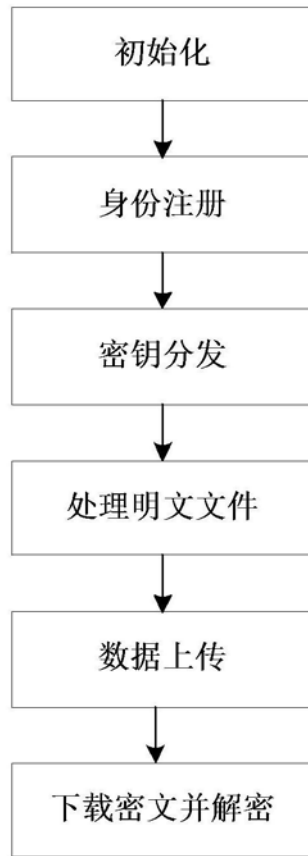 初始化
身份注册
密钥分发
处理明文文件
数据上传
下载密文并解密